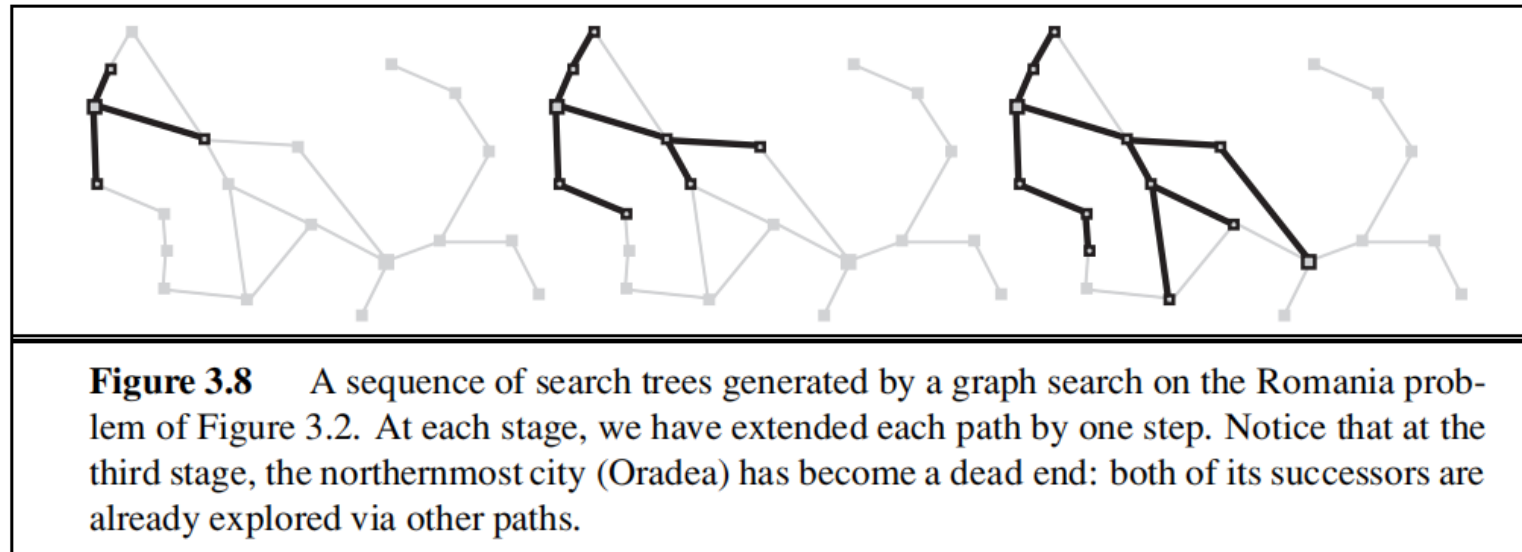 Figure 3.8 A sequence of search trees generated by a graph search on the Romania prob-
lem of Figure 3.2. At each stage, we have extended each path by one step. Notice that at the
third stage, the northernmost city (Oradea) has become a dead end: both of its successors are
already explored via other paths.